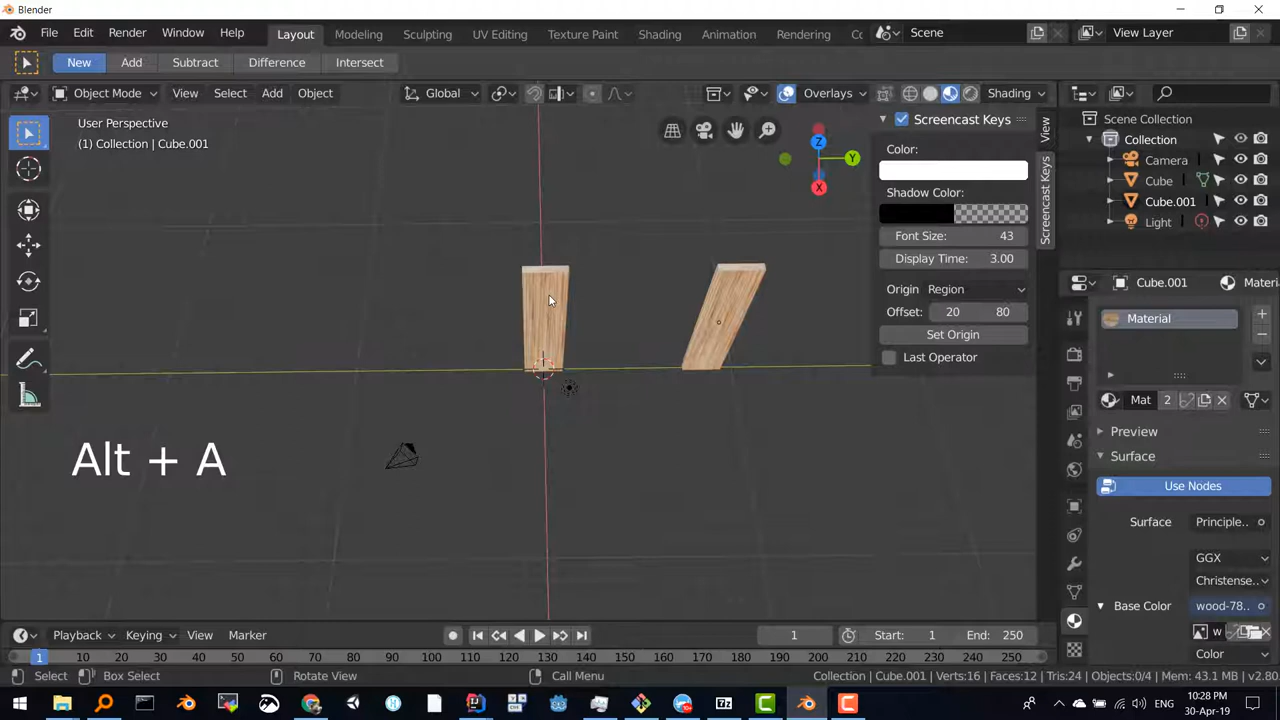 Blender
File Edit Render Window Help Layout Modeling Sculpting UV Editing Texture Paint Shading Animation Rendering Co Scene View Layer
New Add Subtract Difference Intersect
Object Mode View Select Add Object Global Overlays Shading
User Perspective
(1) Collection | Cube.001
Z
Y
X
Screencast Keys
Color:
Shadow Color:
Font Size: 43
Display Time: 3.00
Origin Region
Offset: 20 80
Set Origin
Last Operator
View
Screencast Keys
Scene Collection
Collection
Camera
Cube
Cube.001
Light
Cube.001 Materi
Material
Mat 2
Preview
Surface
Use Nodes
Surface Principle..
GGX
Christense..
Base Color wood-78..
w
Color
Alt + A
Playback Keying View Marker 1 Start: 1 End: 250
1 10 20 30 40 50 60 70 80 90 100 110 120 130 140 150 160 170 180 190 200 210 220 230 240 250
Select Box Select Rotate View Call Menu Collection | Cube.001 | Verts:16 | Faces:12 | Tris:24 | Objects:0/4 | Mem: 43.1 MB | v2.80.
7z
ENG
10:28 PM
30-Apr-19